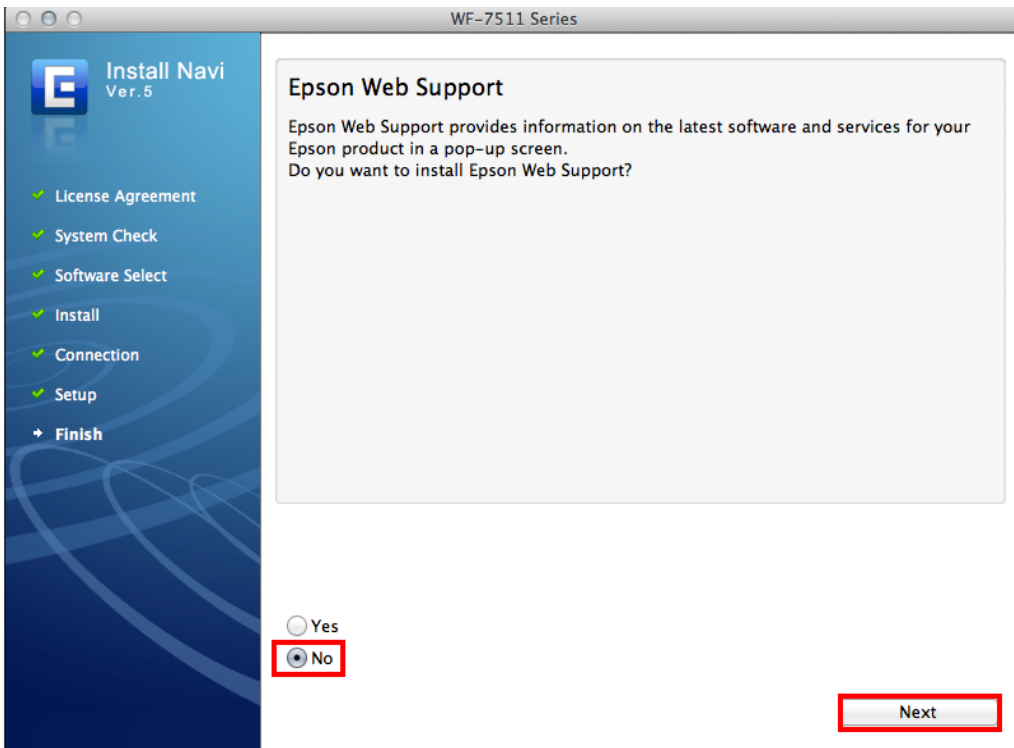 WF-7511 Series
Install Navi
Ver.5
License Agreement
System Check
Software Select
Install
Connection
Setup
Finish
Epson Web Support
Epson Web Support provides information on the latest software and services for your
Epson product in a pop-up screen.
Do you want to install Epson Web Support?
Yes
No
Next